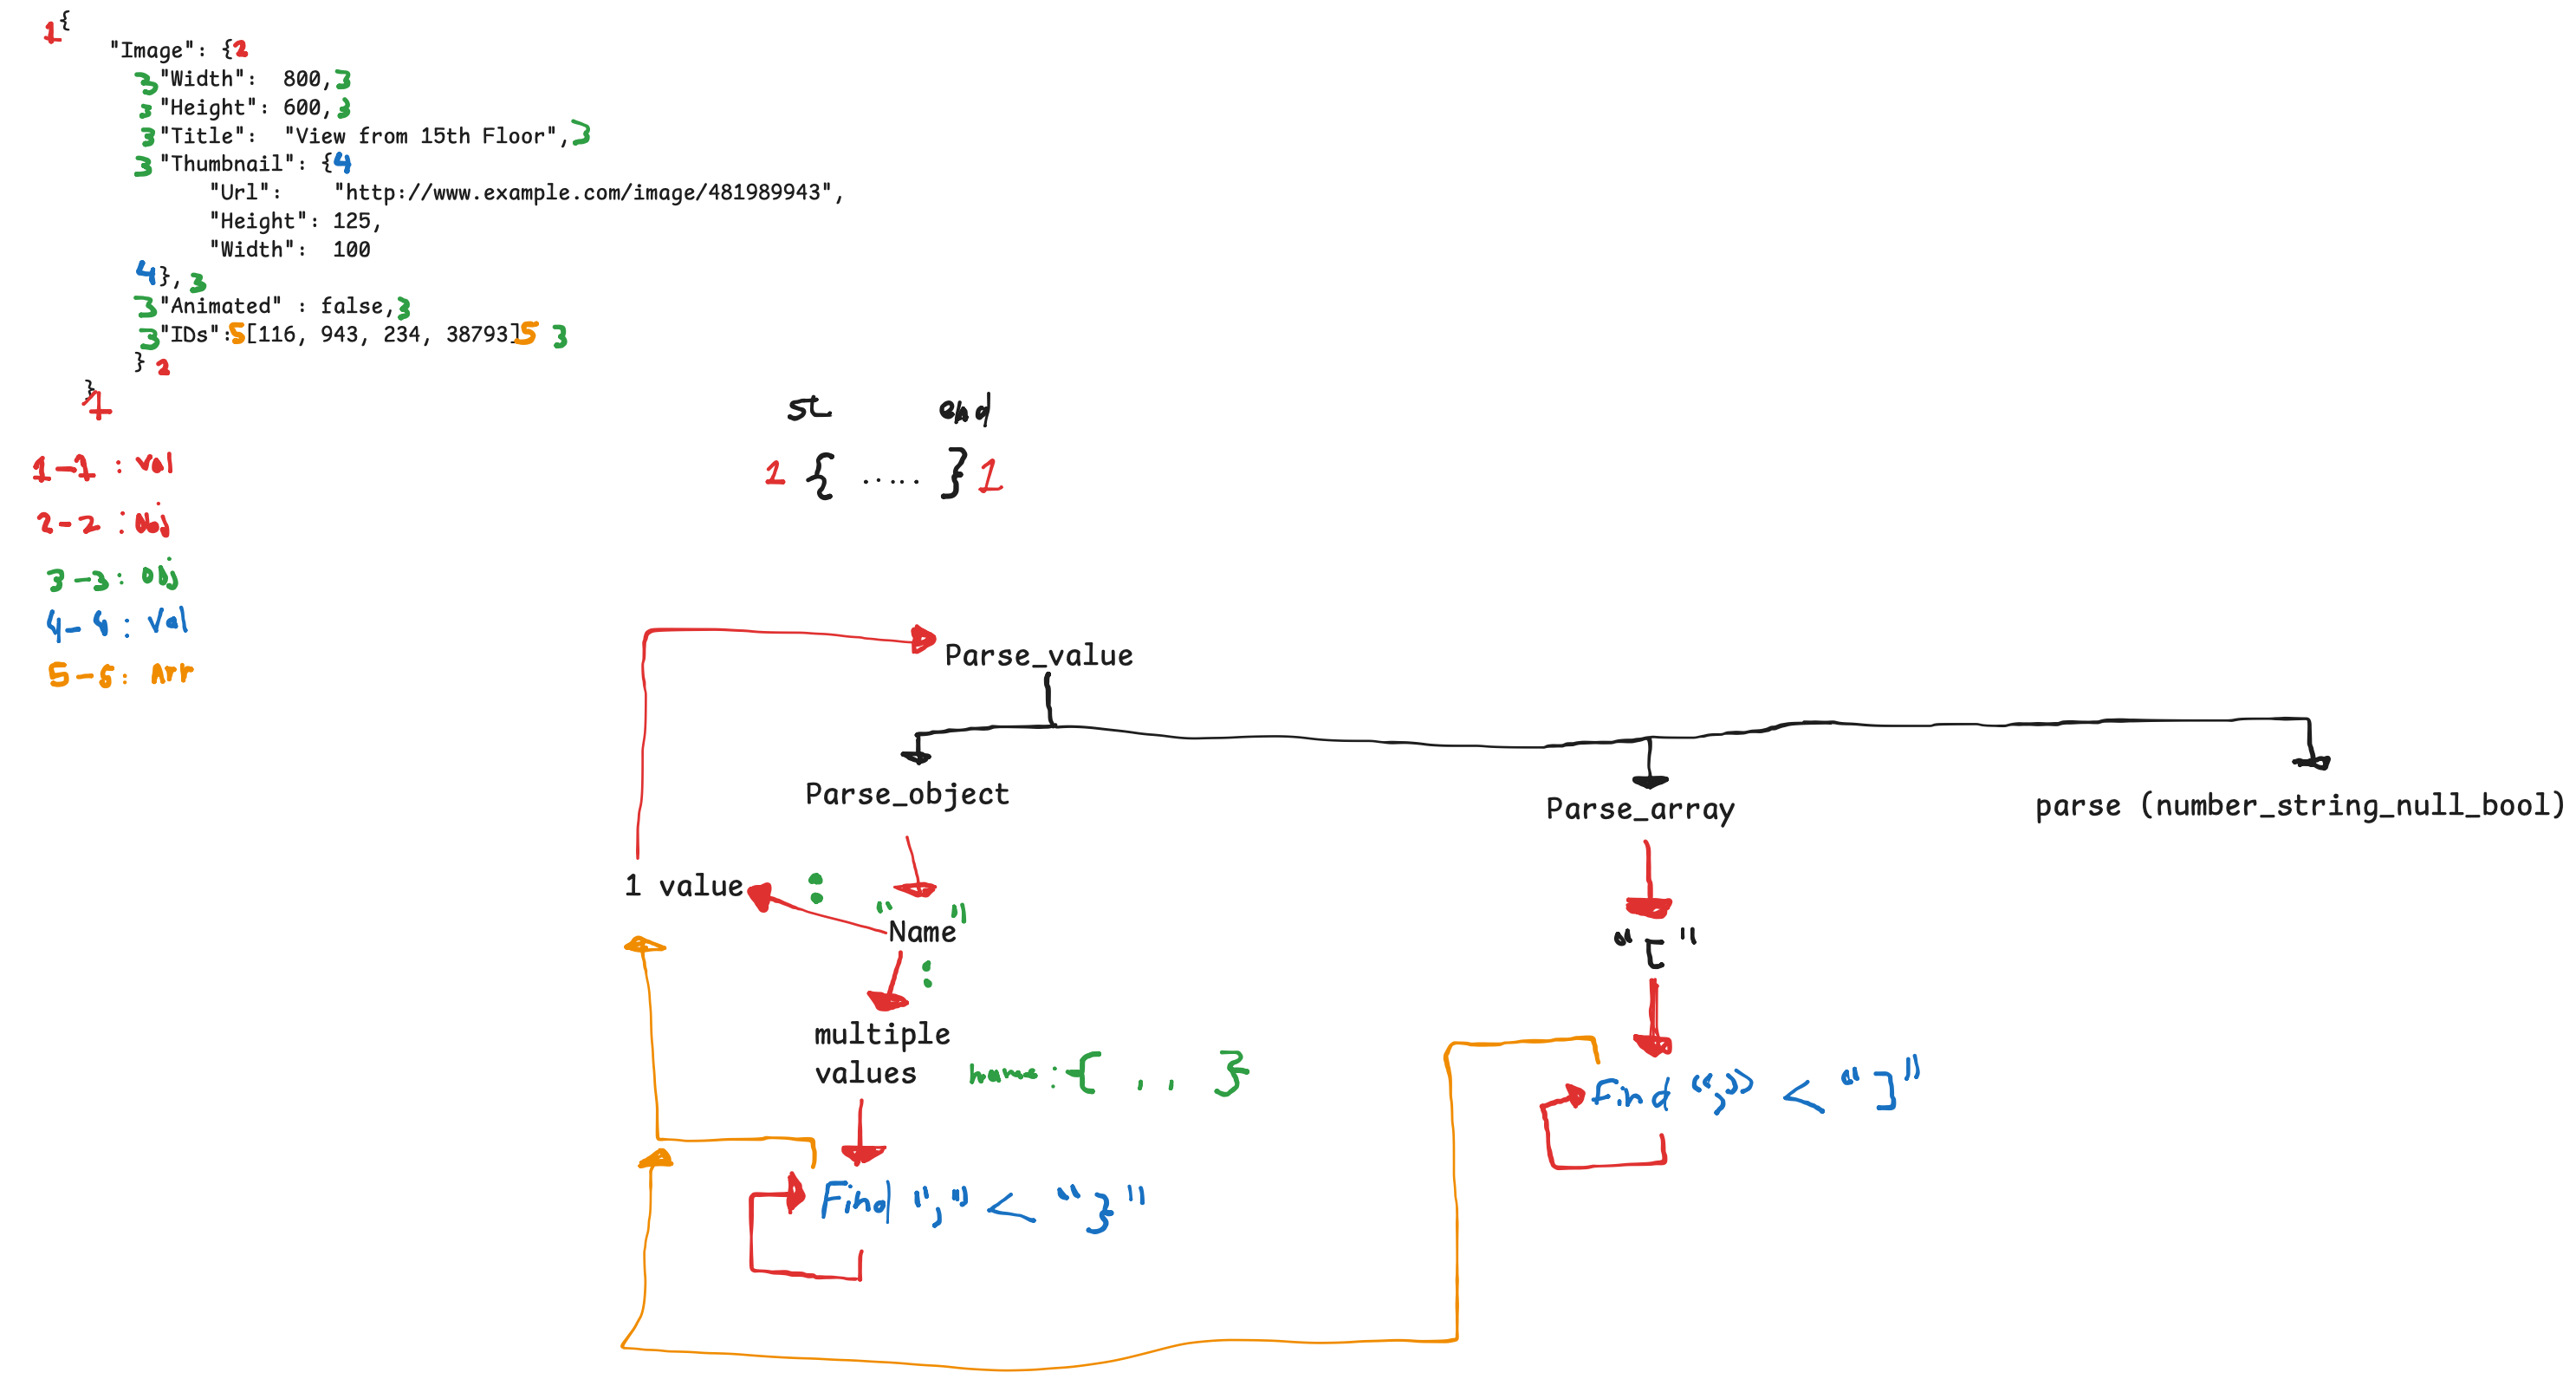 1{
"Image": {2
3 "Width":  800,3
3 "Height": 600,3
3 "Title":  "View from 15th Floor",3
3 "Thumbnail": {4
"Url":    "http://www.example.com/image/481989943",
"Height": 125,
"Width":  100
4}, 3
3 "Animated" : false,3
3 "IDs":5[116, 943, 234, 38793]5 3
} 2
}
1
st end
1 { ..... } 1
1-1 : val
2-2 : obj
3-3 : obj
4-4 : Val
5-5 : Arr
Parse_value
Parse_object
Parse_array
parse (number_string_null_bool)
1 value
:
"Name"
:
"["
multiple
values
name : { , , }
Find "," < "]"
Find "," < "}"